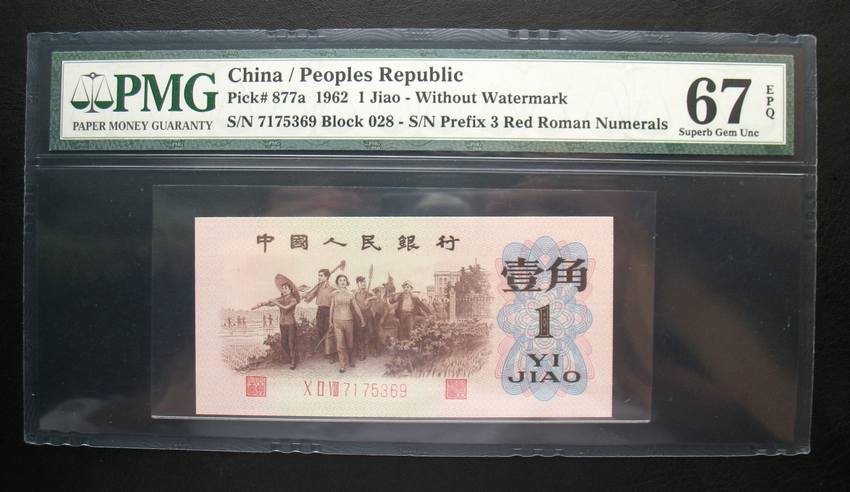 PMG
PAPER MONEY GUARANTY
China / Peoples Republic
Pick# 877a 1962 1 Jiao - Without Watermark
S/N 7175369 Block 028 - S/N Prefix 3 Red Roman Numerals
67
EPQ
Superb Gem Unc
中國人民銀行
壹角
1
YI
JIAO
X II VIII 7175369